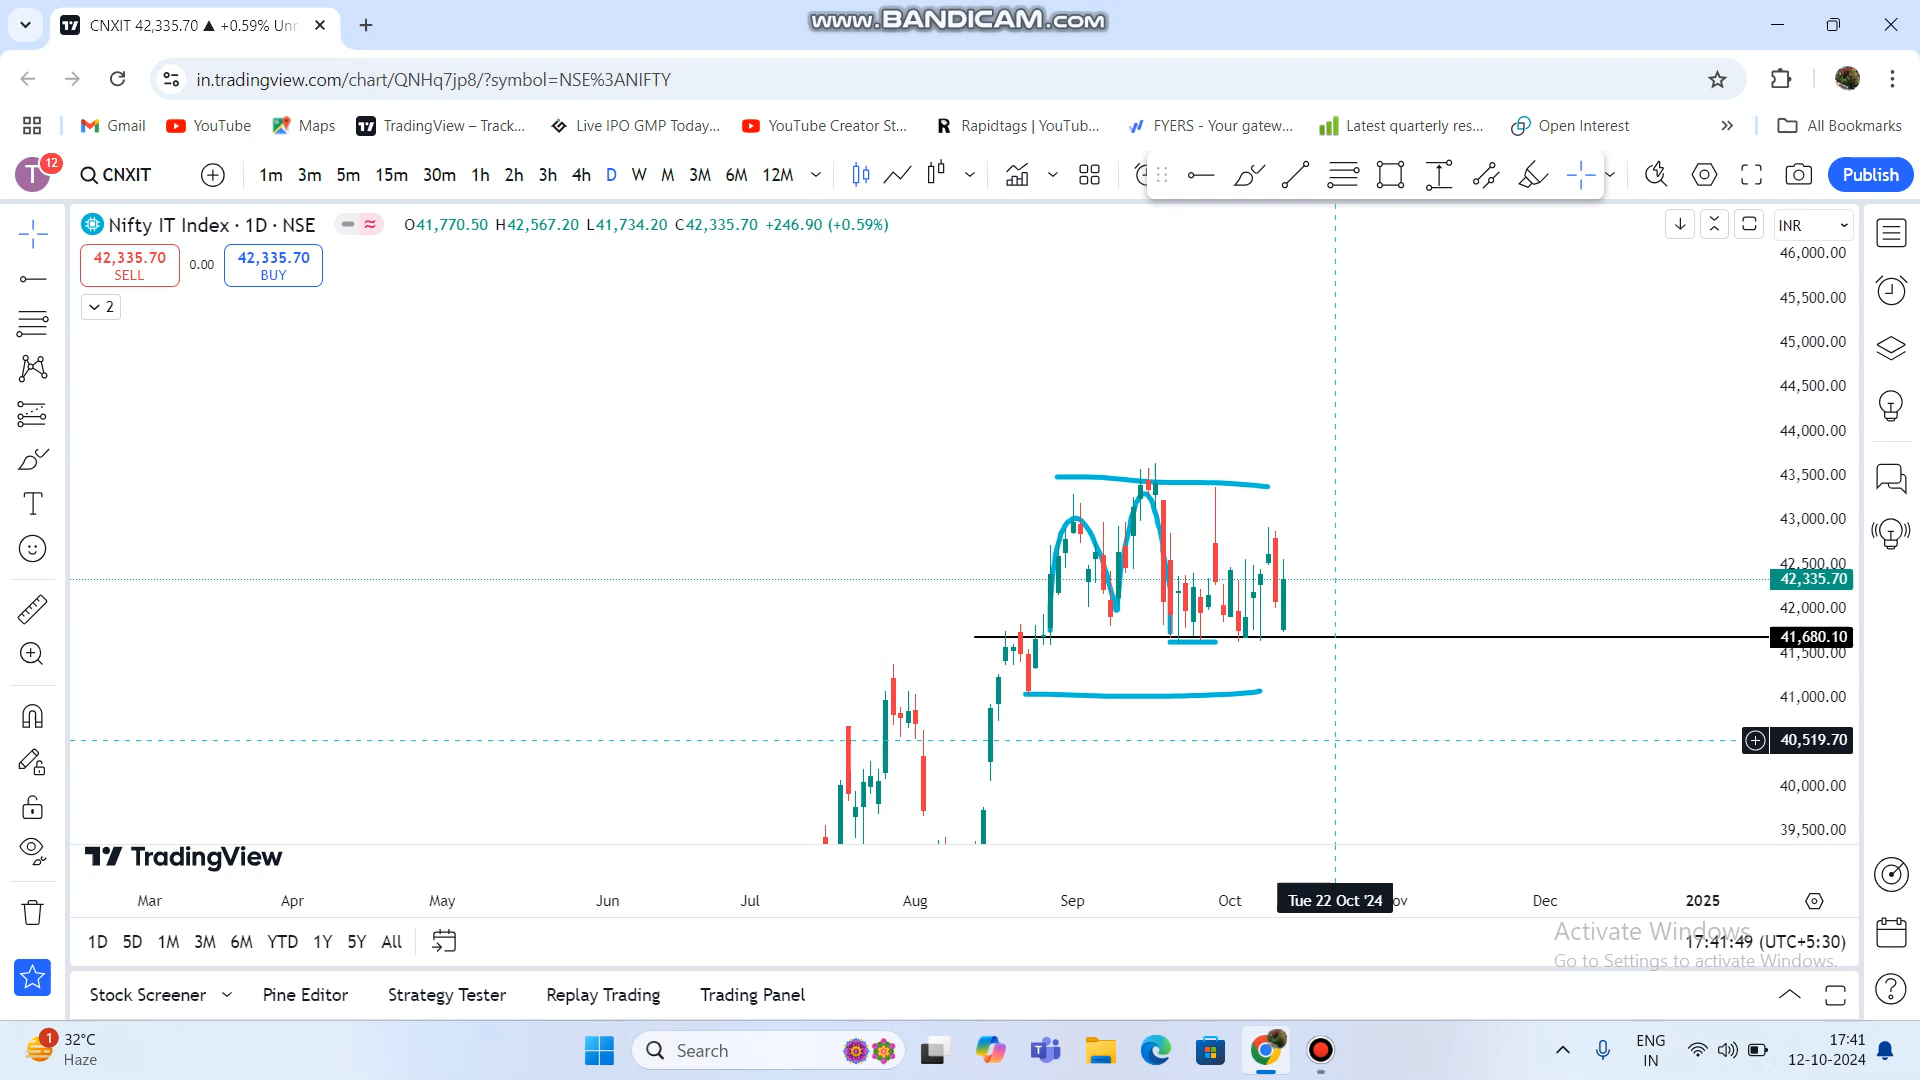 www.BANDICAM.com
CNXIT 42,335.70 ▲ +0.59% Unn
in.tradingview.com/chart/QNHq7jp8/?symbol=NSE%3ANIFTY
Gmail YouTube Maps TradingView – Track... Live IPO GMP Today,... YouTube Creator St... Rapidtags | YouTub... FYERS - Your gatew... Latest quarterly res... Open Interest » All Bookmarks
T 12 CNXIT 1m 3m 5m 15m 30m 1h 2h 3h 4h D W M 3M 6M 12M Publish
Nifty IT Index · 1D · NSE O41,770.50 H42,567.20 L41,734.20 C42,335.70 +246.90 (+0.59%) INR
42,335.70 SELL 0.00 42,335.70 BUY
2
46,000.00
45,500.00
45,000.00
44,500.00
44,000.00
43,500.00
43,000.00
42,500.00
42,335.70
42,000.00
41,680.10
41,500.00
41,000.00
40,519.70
40,000.00
39,500.00
TradingView
Mar Apr May Jun Jul Aug Sep Oct Tue 22 Oct '24 ov Dec 2025
1D 5D 1M 3M 6M YTD 1Y 5Y All 17:41:49 (UTC+5:30)
Activate Windows
Go to Settings to activate Windows.
Stock Screener Pine Editor Strategy Tester Replay Trading Trading Panel
1 32°C
Haze
Search
ENG
IN
17:41
12-10-2024